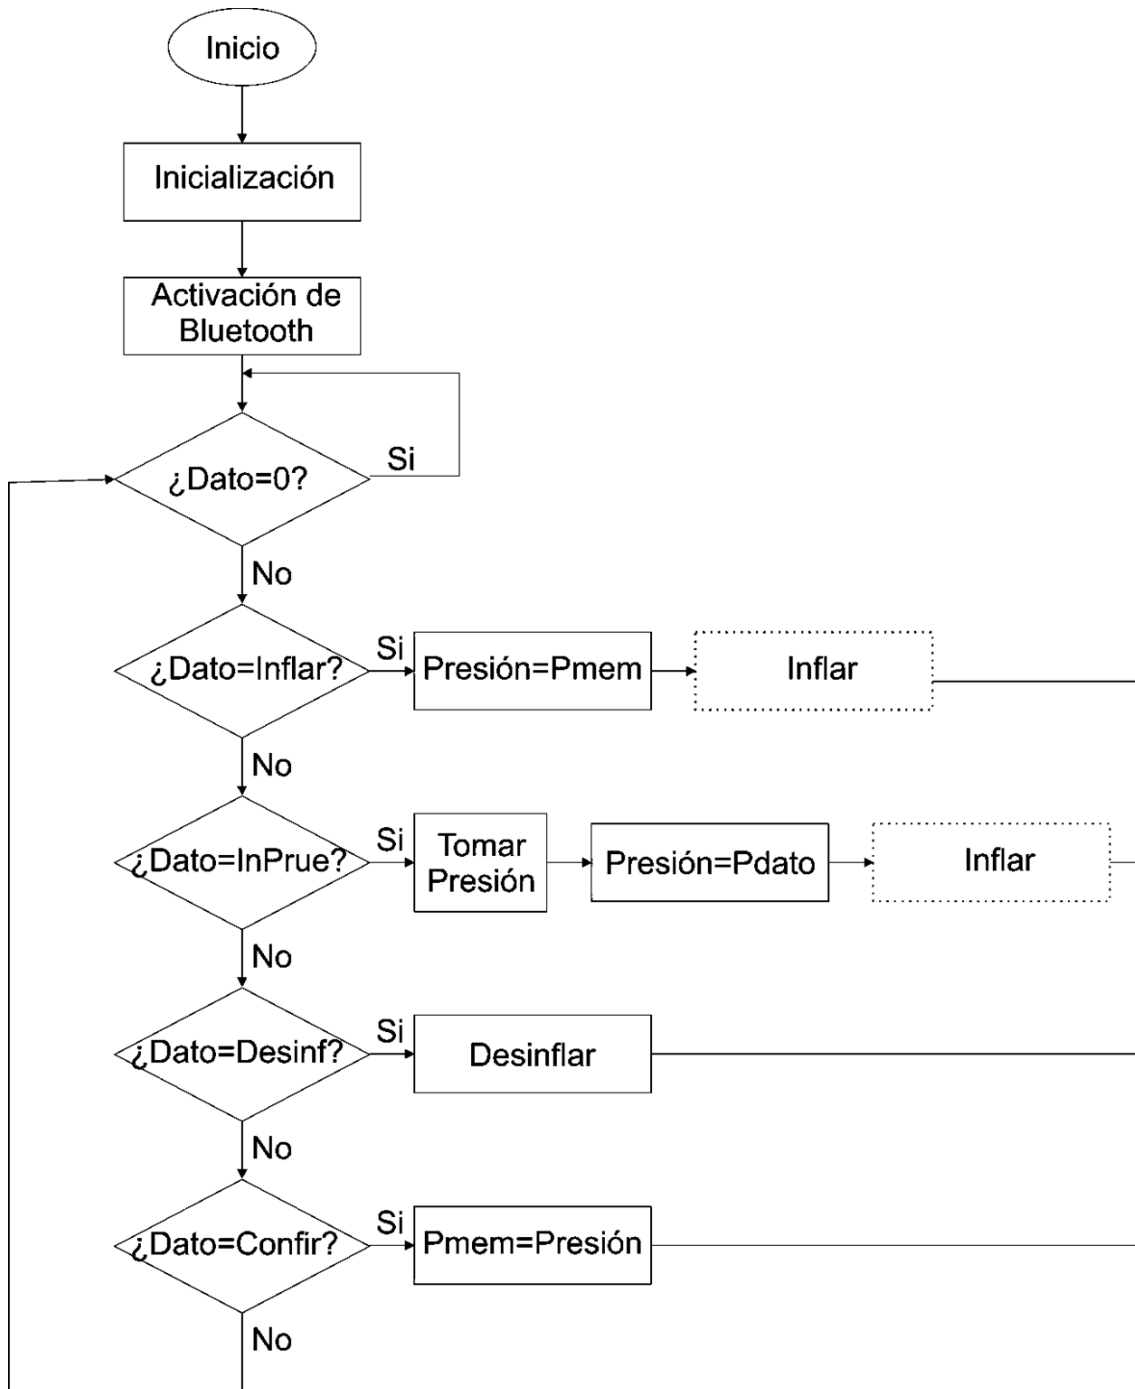 Inicio
Inicialización
Activación de
Bluetooth
¿Dato=0?
Si
No
¿Dato=Inflar?
Si
Presión=Pmem
Inflar
No
¿Dato=InPrue?
Si
Tomar
Presión
Presión=Pdato
Inflar
No
¿Dato=Desinf?
Si
Desinflar
No
¿Dato=Confir?
Si
Pmem=Presión
No